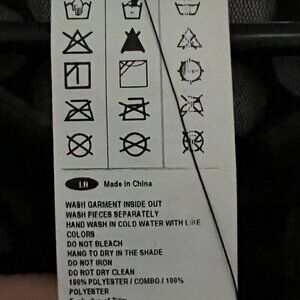 LN Made in China
WASH GARMENT INSIDE OUT
WASH PIECES SEPARATELY
HAND WASH IN COLD WATER WITH LIKE
COLORS
DO NOT BLEACH
HANG TO DRY IN THE SHADE
DO NOT IRON
DO NOT DRY CLEAN
100% POLYESTER / COMBO / 100%
POLYESTER